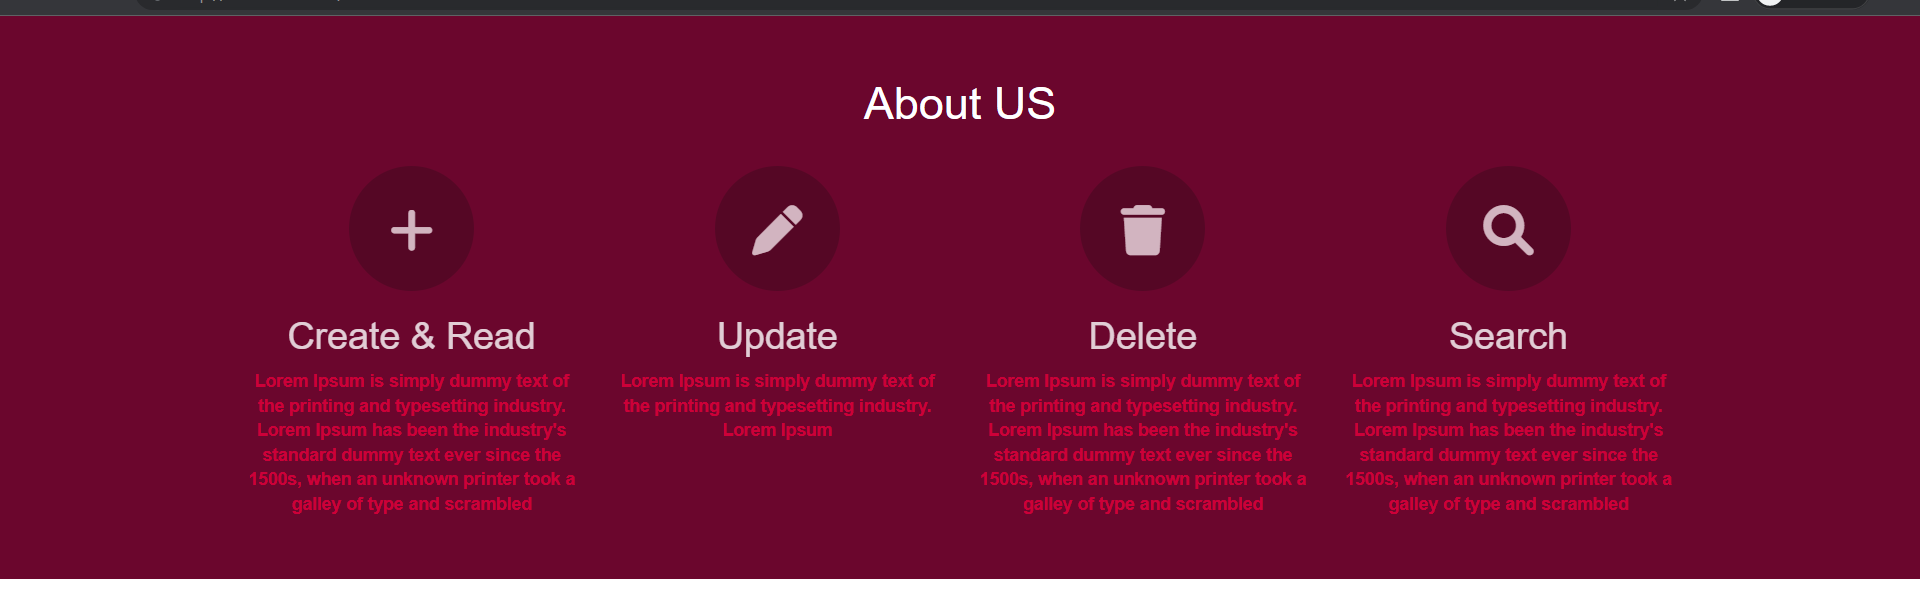 About US
Create & Read
Lorem Ipsum is simply dummy text of
the printing and typesetting industry.
Lorem Ipsum has been the industry's
standard dummy text ever since the
1500s, when an unknown printer took a
galley of type and scrambled
Update
Lorem Ipsum is simply dummy text of
the printing and typesetting industry.
Lorem Ipsum
Delete
Lorem Ipsum is simply dummy text of
the printing and typesetting industry.
Lorem Ipsum has been the industry's
standard dummy text ever since the
1500s, when an unknown printer took a
galley of type and scrambled
Search
Lorem Ipsum is simply dummy text of
the printing and typesetting industry.
Lorem Ipsum has been the industry's
standard dummy text ever since the
1500s, when an unknown printer took a
galley of type and scrambled